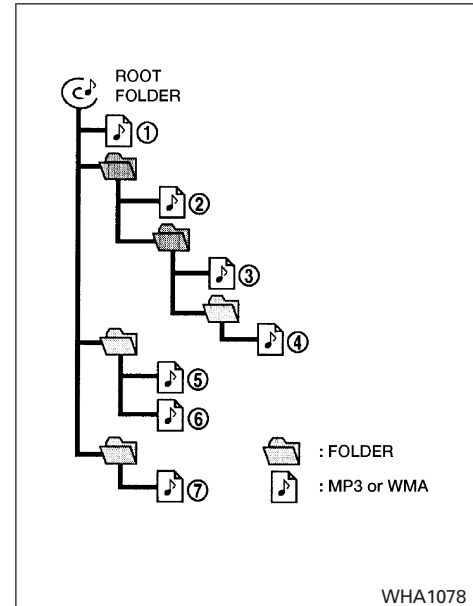 ROOT
FOLDER
①
②
③
④
⑤
⑥
⑦
: FOLDER
: MP3 or WMA
WHA1078